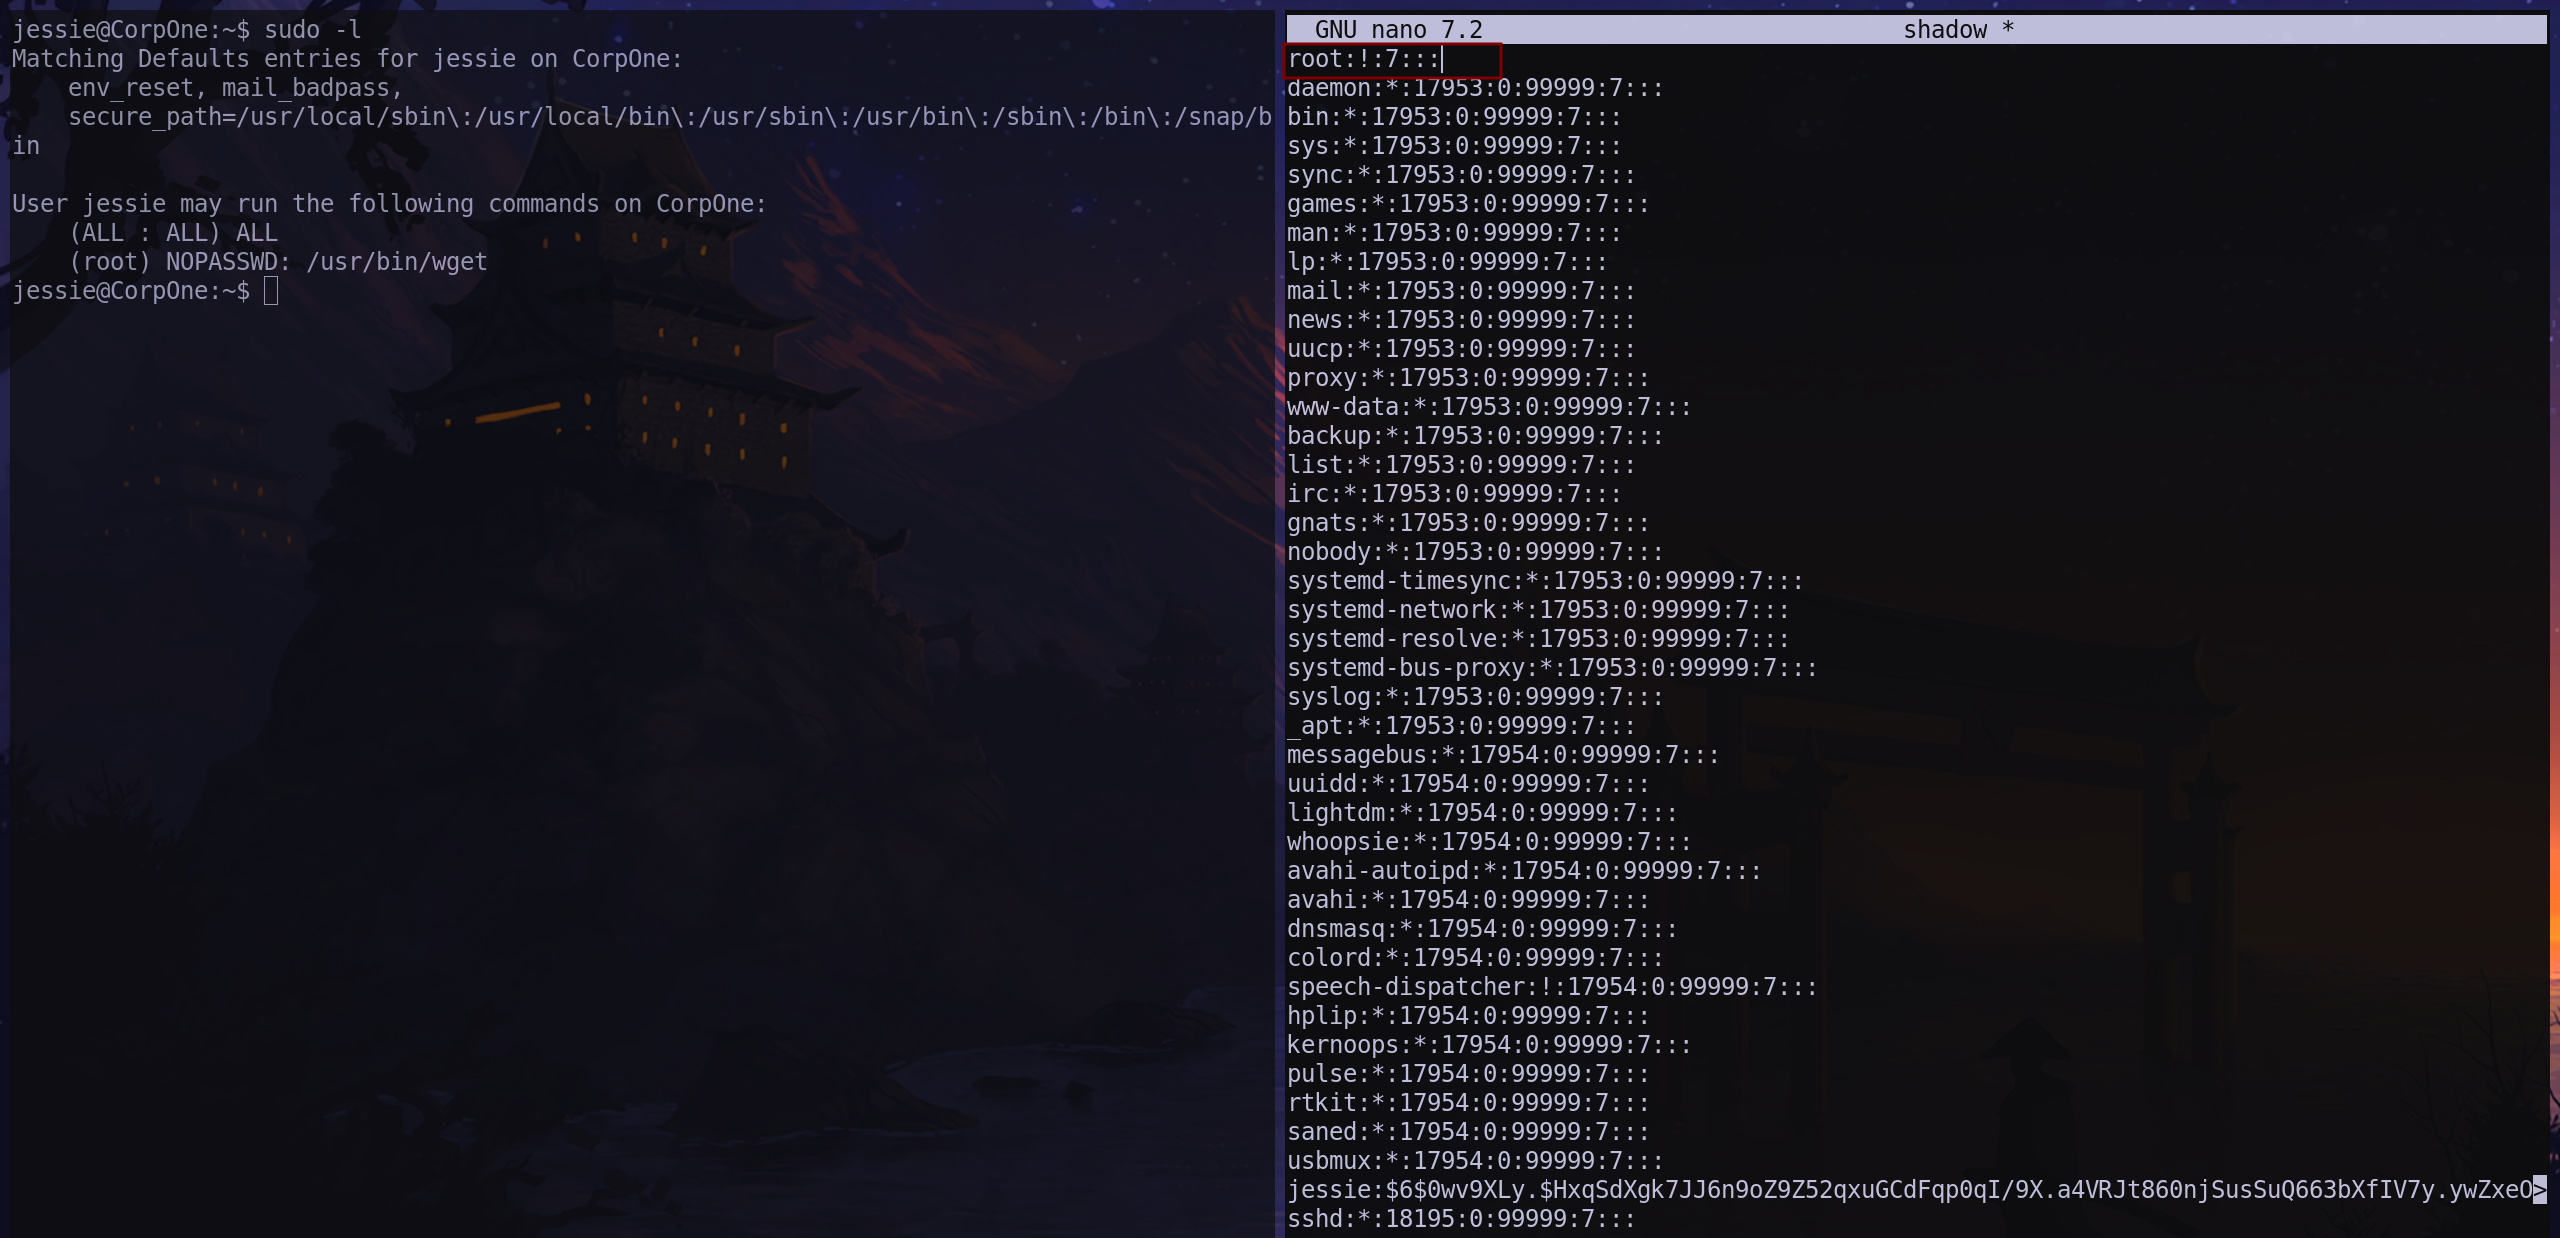 jessie@CorpOne:~$ sudo -l
Matching Defaults entries for jessie on CorpOne:
    env_reset, mail_badpass,
    secure_path=/usr/local/sbin\:/usr/local/bin\:/usr/sbin\:/usr/bin\:/sbin\:/bin\:/snap/b
in

User jessie may run the following commands on CorpOne:
    (ALL : ALL) ALL
    (root) NOPASSWD: /usr/bin/wget
jessie@CorpOne:~$
GNU nano 7.2 shadow *
root:!:7:::
daemon:*:17953:0:99999:7:::
bin:*:17953:0:99999:7:::
sys:*:17953:0:99999:7:::
sync:*:17953:0:99999:7:::
games:*:17953:0:99999:7:::
man:*:17953:0:99999:7:::
lp:*:17953:0:99999:7:::
mail:*:17953:0:99999:7:::
news:*:17953:0:99999:7:::
uucp:*:17953:0:99999:7:::
proxy:*:17953:0:99999:7:::
www-data:*:17953:0:99999:7:::
backup:*:17953:0:99999:7:::
list:*:17953:0:99999:7:::
irc:*:17953:0:99999:7:::
gnats:*:17953:0:99999:7:::
nobody:*:17953:0:99999:7:::
systemd-timesync:*:17953:0:99999:7:::
systemd-network:*:17953:0:99999:7:::
systemd-resolve:*:17953:0:99999:7:::
systemd-bus-proxy:*:17953:0:99999:7:::
syslog:*:17953:0:99999:7:::
_apt:*:17953:0:99999:7:::
messagebus:*:17954:0:99999:7:::
uuidd:*:17954:0:99999:7:::
lightdm:*:17954:0:99999:7:::
whoopsie:*:17954:0:99999:7:::
avahi-autoipd:*:17954:0:99999:7:::
avahi:*:17954:0:99999:7:::
dnsmasq:*:17954:0:99999:7:::
colord:*:17954:0:99999:7:::
speech-dispatcher:!:17954:0:99999:7:::
hplip:*:17954:0:99999:7:::
kernoops:*:17954:0:99999:7:::
pulse:*:17954:0:99999:7:::
rtkit:*:17954:0:99999:7:::
saned:*:17954:0:99999:7:::
usbmux:*:17954:0:99999:7:::
jessie:$6$0wv9XLy.$HxqSdXgk7JJ6n9oZ9Z52qxuGCdFqp0qI/9X.a4VRJt860njSusSuQ663bXfIV7y.ywZxeO>
sshd:*:18195:0:99999:7:::